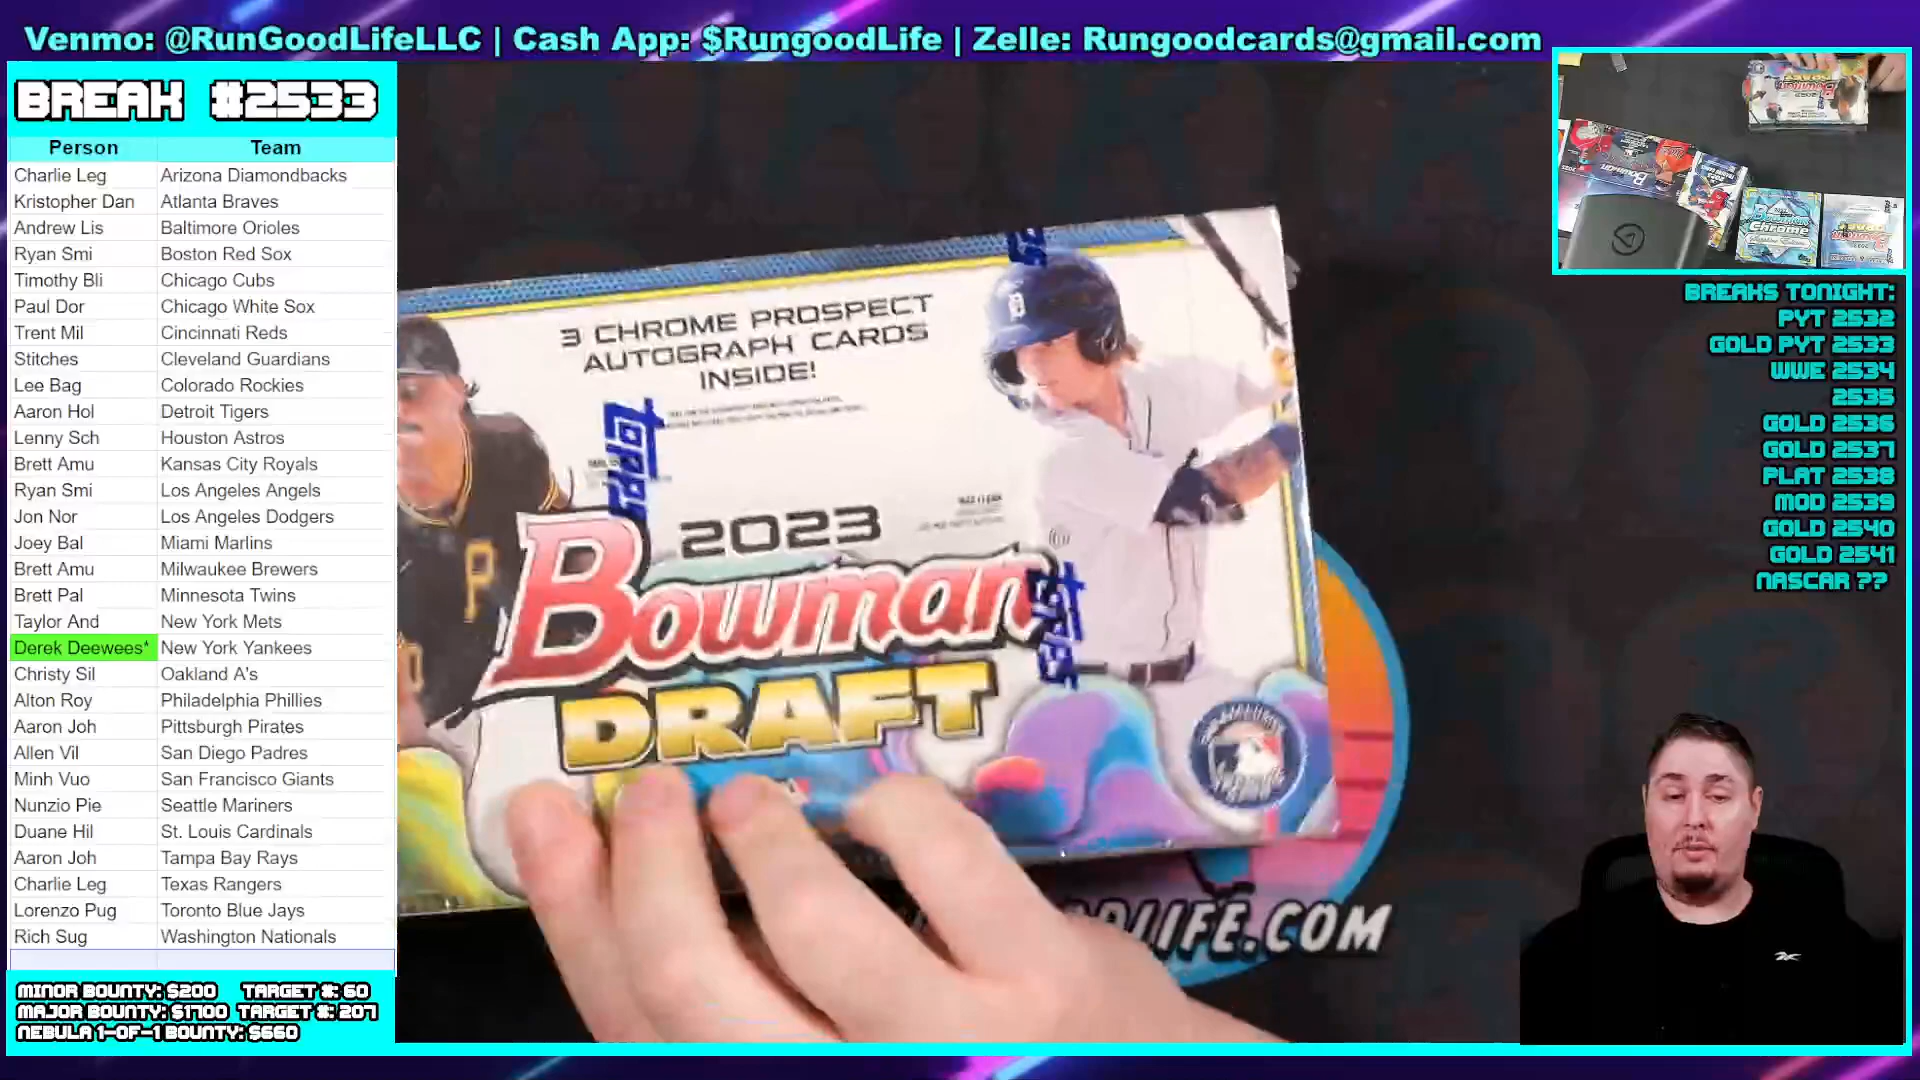 Venmo: @RunGoodLifeLLC | Cash App: $RungoodLife | Zelle: Rungoodcards@gmail.com
BREAK #2533
Person Team
Charlie Leg Arizona Diamondbacks
Kristopher Dan Atlanta Braves
Andrew Lis Baltimore Orioles
Ryan Smi Boston Red Sox
Timothy Bli Chicago Cubs
Paul Dor Chicago White Sox
Trent Mil Cincinnati Reds
Stitches Cleveland Guardians
Lee Bag Colorado Rockies
Aaron Hol Detroit Tigers
Lenny Sch Houston Astros
Brett Amu Kansas City Royals
Ryan Smi Los Angeles Angels
Jon Nor Los Angeles Dodgers
Joey Bal Miami Marlins
Brett Amu Milwaukee Brewers
Brett Pal Minnesota Twins
Taylor And New York Mets
Derek Deewees* New York Yankees
Christy Sil Oakland A's
Alton Roy Philadelphia Phillies
Aaron Joh Pittsburgh Pirates
Allen Vil San Diego Padres
Minh Vuo San Francisco Giants
Nunzio Pie Seattle Mariners
Duane Hil St. Louis Cardinals
Aaron Joh Tampa Bay Rays
Charlie Leg Texas Rangers
Lorenzo Pug Toronto Blue Jays
Rich Sug Washington Nationals
MINOR BOUNTY: $200 TARGET #: 60
MAJOR BOUNTY: $1700 TARGET #: 207
NEBULA 1-OF-1 BOUNTY: $660
3 CHROME PROSPECT
AUTOGRAPH CARDS
INSIDE!
topps
2023
Bowman
DRAFT
topps
D
P
LIFE.COM
Bowman
Chrome
BREAKS TONIGHT:
PYT 2532
GOLD PYT 2533
WWE 2534
2535
GOLD 2536
GOLD 2537
PLAT 2538
MOD 2539
GOLD 2540
GOLD 2541
NASCAR ??